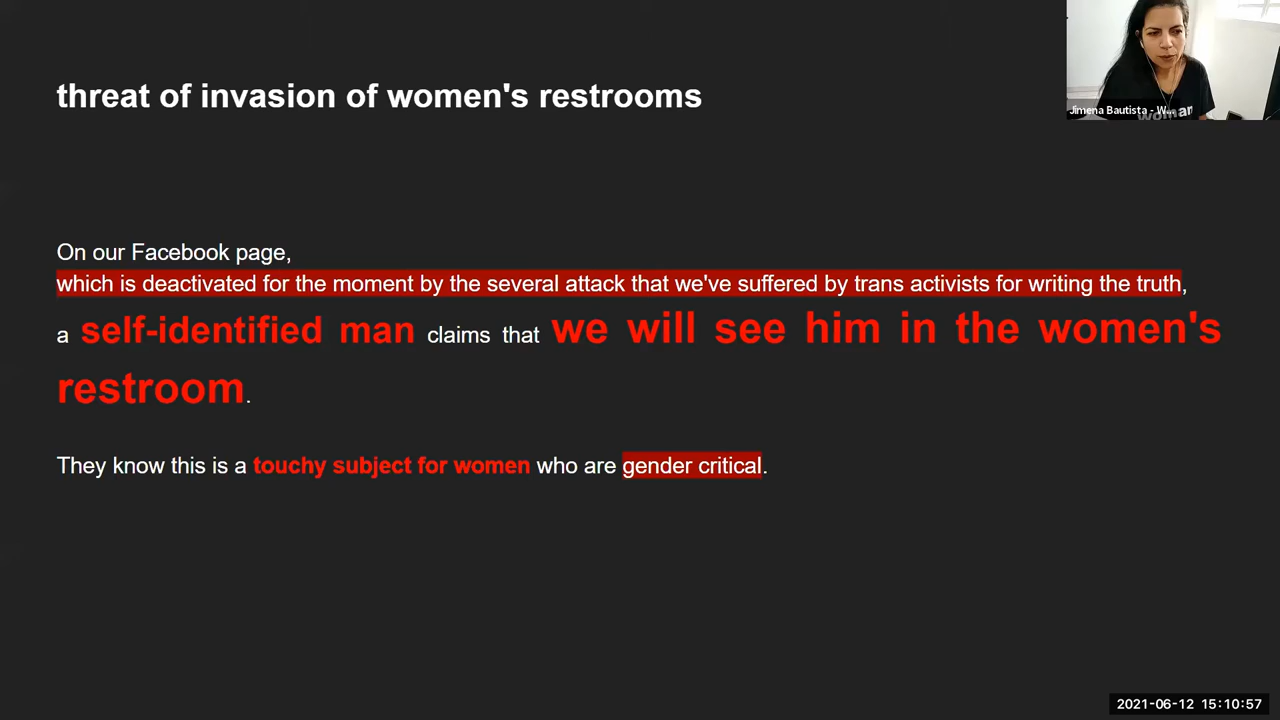 threat of invasion of women's restrooms
Jimena Bautista - W...
woman
On our Facebook page,
which is deactivated for the moment by the several attack that we've suffered by trans activists for writing the truth,
a self-identified man claims that we will see him in the women's
restroom.
They know this is a touchy subject for women who are gender critical.
2021-06-12 15:10:57